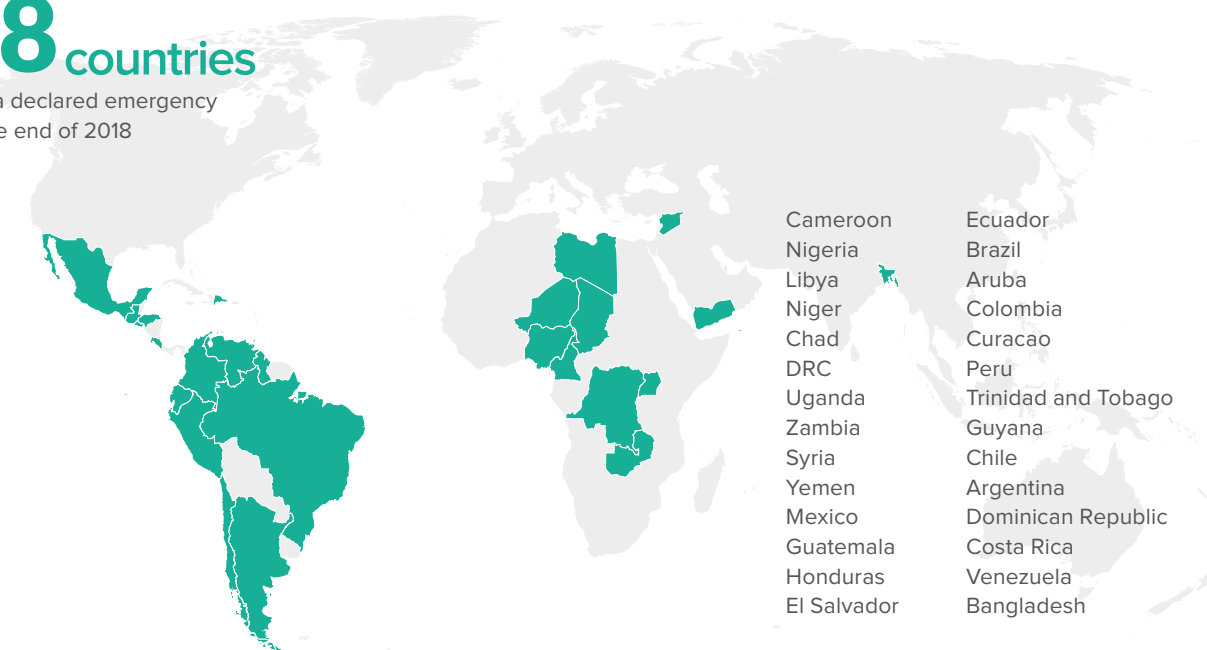 8 countries
a declared emergency
e end of 2018
Cameroon
Nigeria
Libya
Niger
Chad
DRC
Uganda
Zambia
Syria
Yemen
Mexico
Guatemala
Honduras
El Salvador
Ecuador
Brazil
Aruba
Colombia
Curacao
Peru
Trinidad and Tobago
Guyana
Chile
Argentina
Dominican Republic
Costa Rica
Venezuela
Bangladesh